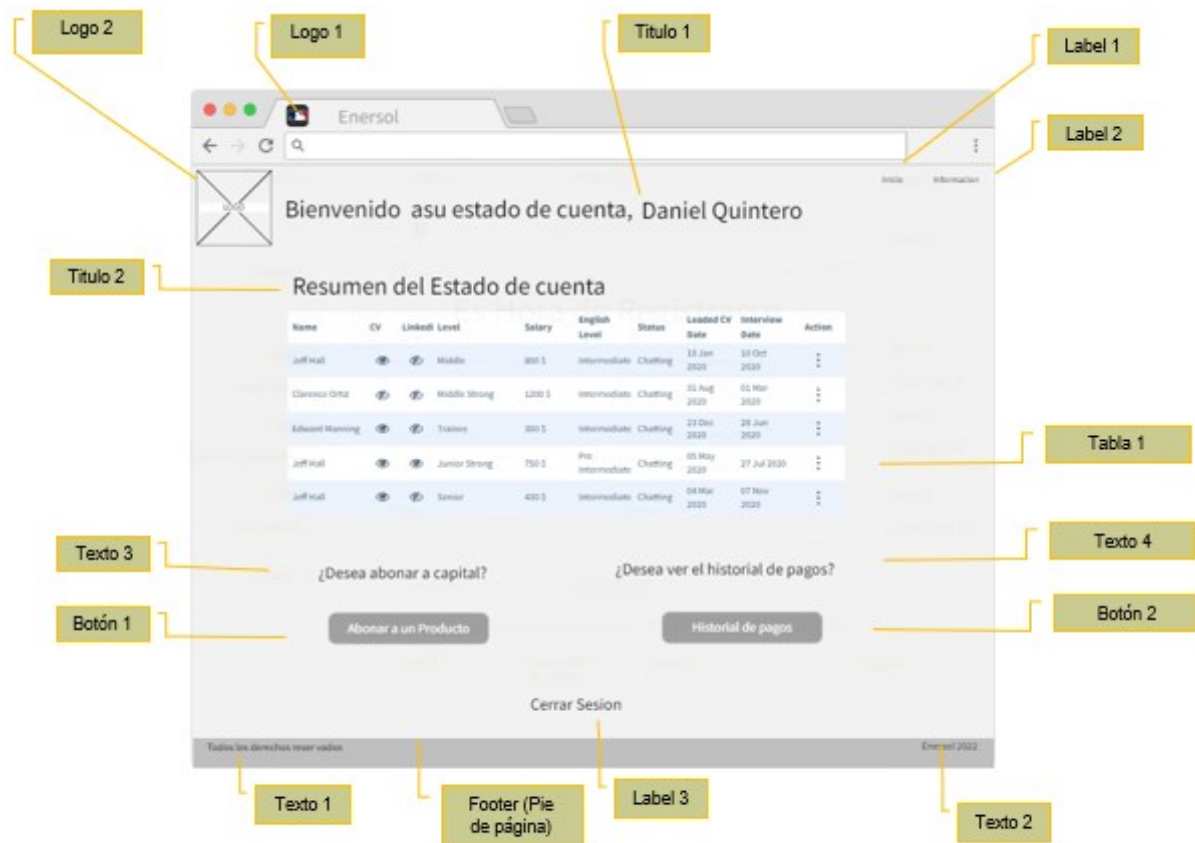 Logo 2
Logo 1
Titulo 1
Label 1
Label 2
Enersol
Inicio Informacion
LOGO
Bienvenido asu estado de cuenta, Daniel Quintero
Titulo 2
Resumen del Estado de cuenta
Es Hora de Registrarse
Name CV Linkedi Level Salary English Level Status Loaded CV Date Interview Date Action
Jeff Hall Middle 800 $ Intermediate Chatting 10 Jan 2020 10 Oct 2020
Clarence Ortiz Middle Strong 1200 $ Intermediate Chatting 31 Aug 2020 01 Mar 2020
Edward Manning Trainee 300 $ Intermediate Chatting 23 Dec 2020 28 Jun 2020
Jeff Hall Junior Strong 750 $ Pre Intermediate Chatting 05 May 2020 27 Jul 2020
Jeff Hall Senior 430 $ Intermediate Chatting 04 Mar 2020 07 Nov 2020
Tabla 1
Texto 3
Texto 4
¿Desea abonar a capital? ¿Desea ver el historial de pagos?
Botón 1
Botón 2
Abonar a un Producto Historial de pagos
Cerrar Sesion
Todos los derechos reservados Enersol 2022
Texto 1
Footer (Pie
de página)
Label 3
Texto 2